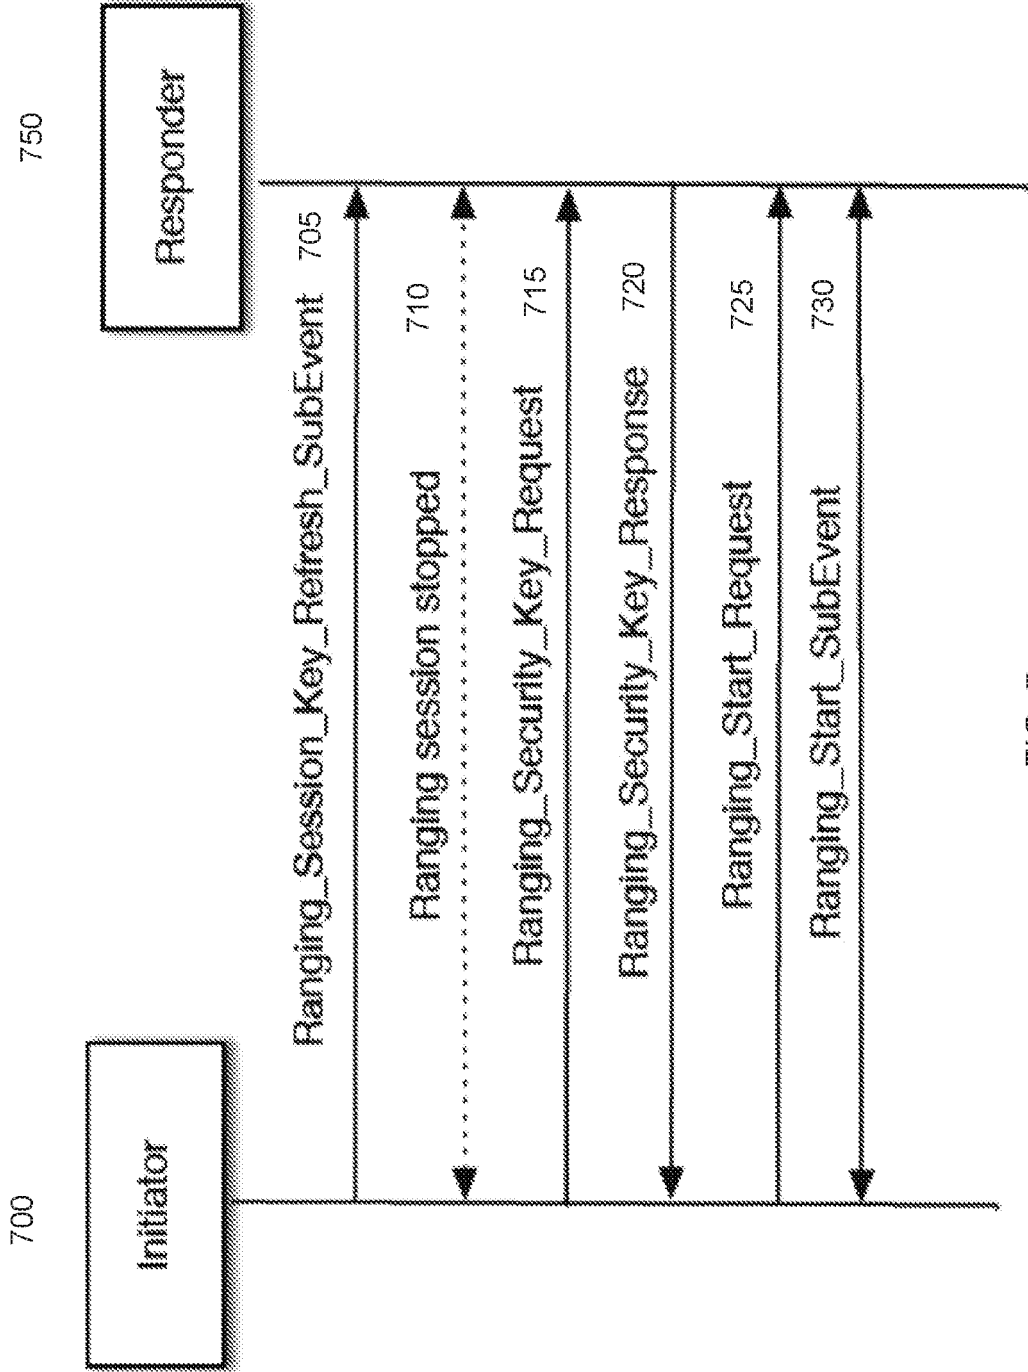 700
750
Initiator
Responder
Ranging_Session_Key_Refresh_SubEvent 705
Ranging session stopped 710
Ranging_Security_Key_Request 715
Ranging_Security_Key_Response 720
Ranging_Start_Request 725
Ranging_Start_SubEvent 730